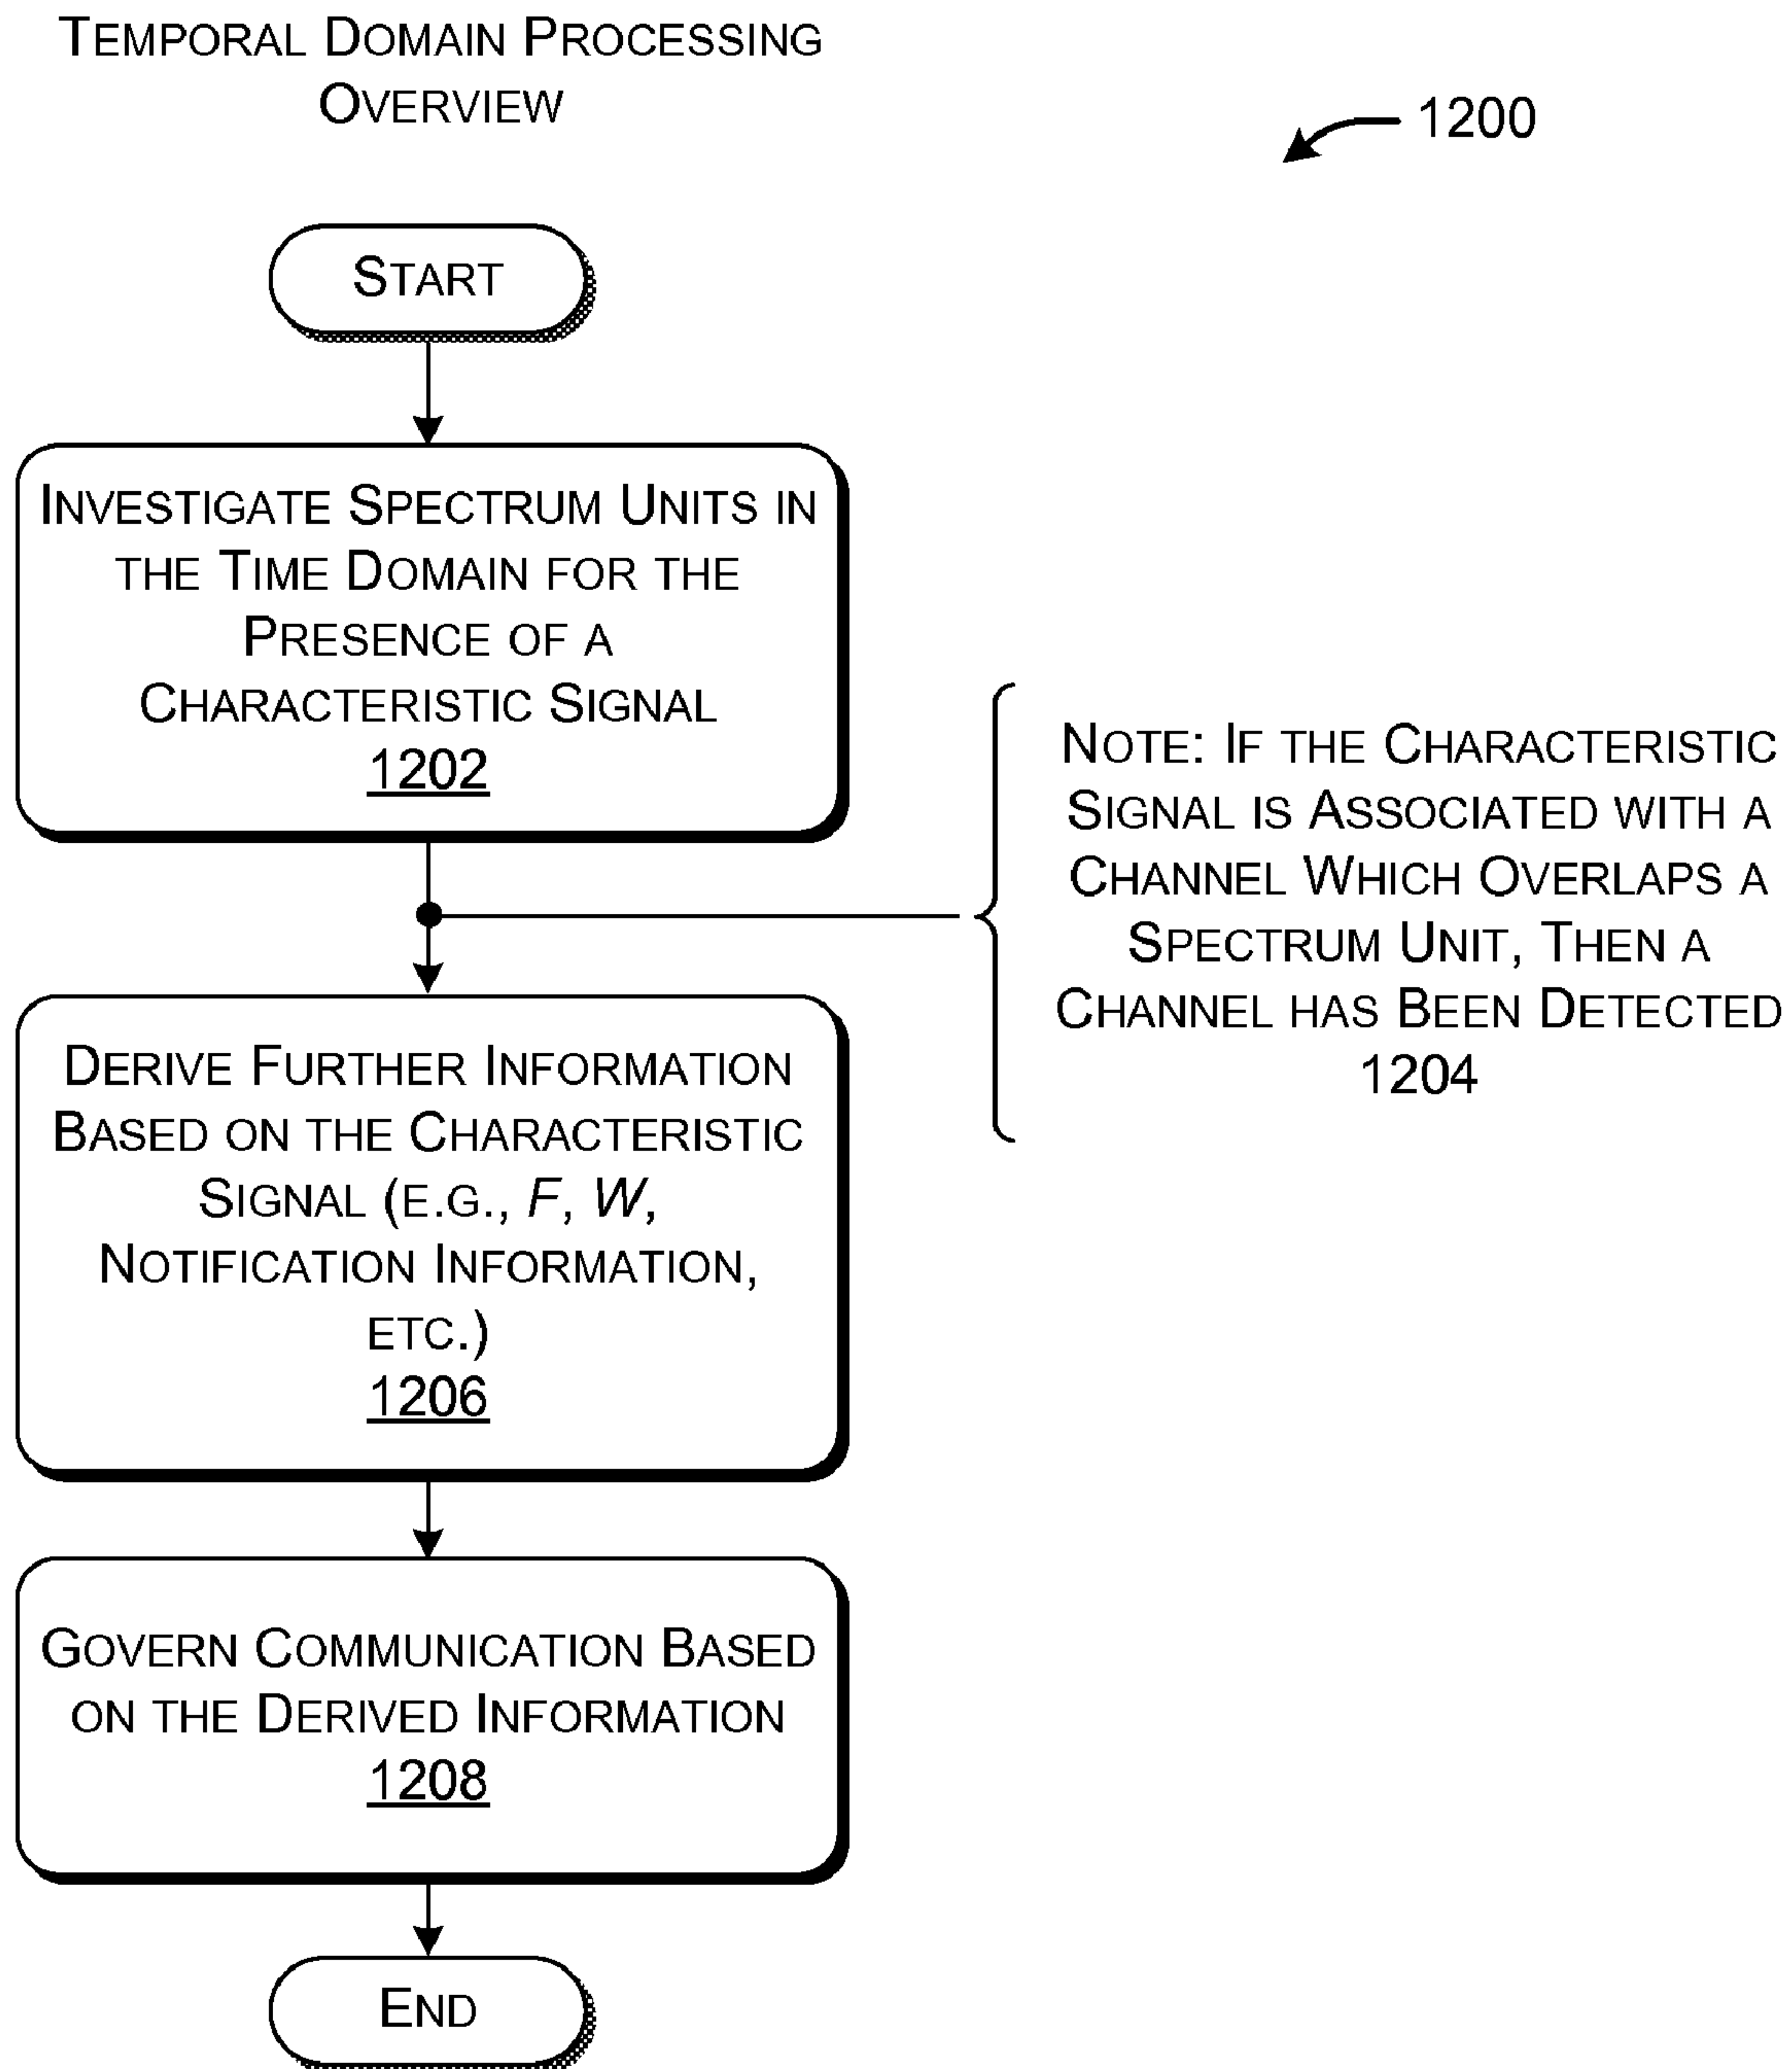 TEMPORAL DOMAIN PROCESSING
OVERVIEW
1200
START
INVESTIGATE SPECTRUM UNITS IN
THE TIME DOMAIN FOR THE
PRESENCE OF A
CHARACTERISTIC SIGNAL
1202
NOTE: IF THE CHARACTERISTIC
SIGNAL IS ASSOCIATED WITH A
CHANNEL WHICH OVERLAPS A
SPECTRUM UNIT, THEN A
CHANNEL HAS BEEN DETECTED
1204
DERIVE FURTHER INFORMATION
BASED ON THE CHARACTERISTIC
SIGNAL (E.G., F, W,
NOTIFICATION INFORMATION,
ETC.)
1206
GOVERN COMMUNICATION BASED
ON THE DERIVED INFORMATION
1208
END